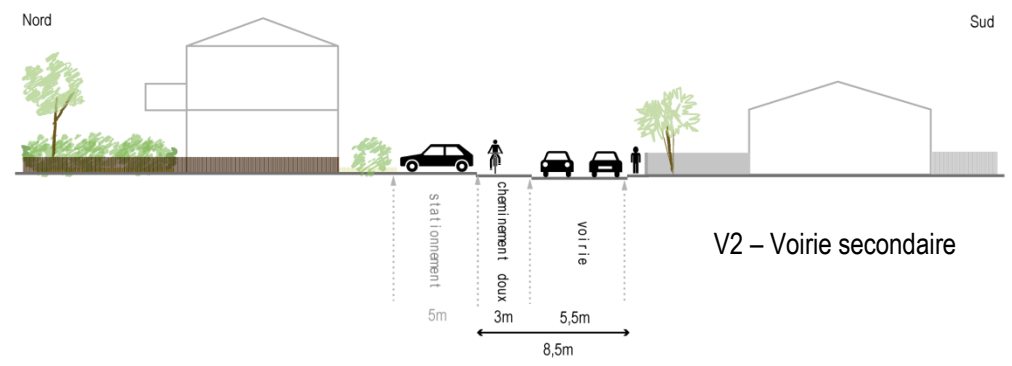 Nord
Sud
stationnement
cheminement doux
voirie
V2 – Voirie secondaire
5m
3m
5,5m
8,5m